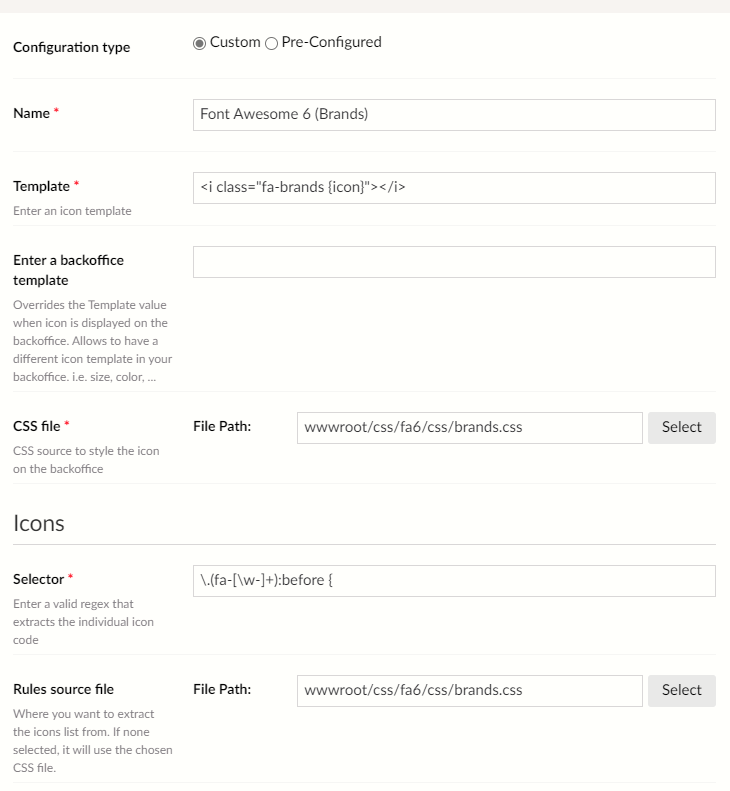 Configuration type
Custom Pre-Configured
Name *
Font Awesome 6 (Brands)
Template *
<i class="fa-brands {icon}"></i>
Enter an icon template
Enter a backoffice
template
Overrides the Template value
when icon is displayed on the
backoffice. Allows to have a
different icon template in your
backoffice. i.e. size, color, ...
CSS file *
File Path:
wwwroot/css/fa6/css/brands.css
Select
CSS source to style the icon
on the backoffice
Icons
Selector *
\.(fa-[\w-]+):before {
Enter a valid regex that
extracts the individual icon
code
Rules source file
File Path:
wwwroot/css/fa6/css/brands.css
Select
Where you want to extract
the icons list from. If none
selected, it will use the chosen
CSS file.